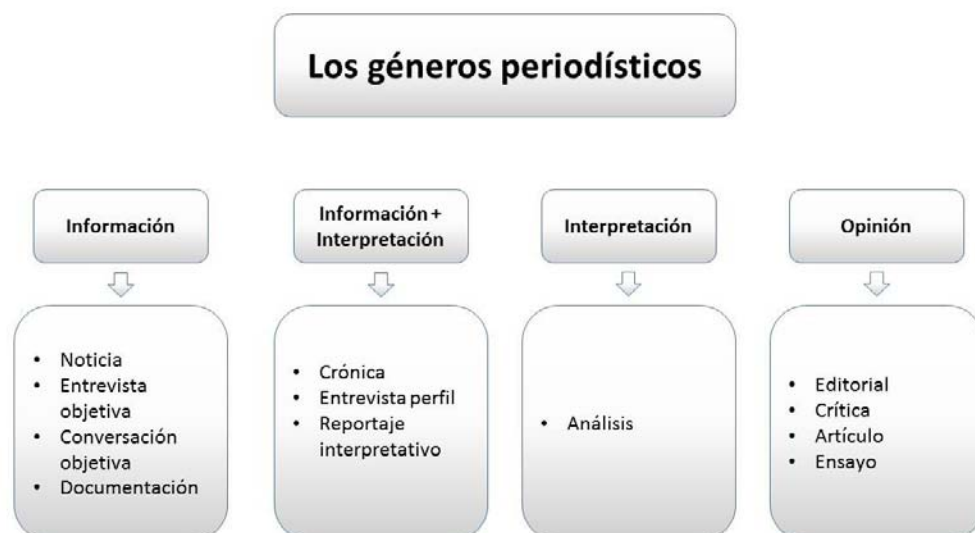 Los géneros periodísticos
Información
Información +
Interpretación
Interpretación
Opinión
• Noticia
• Entrevista
objetiva
• Conversación
objetiva
• Documentación
• Crónica
• Entrevista perfil
• Reportaje
interpretativo
• Análisis
• Editorial
• Crítica
• Artículo
• Ensayo